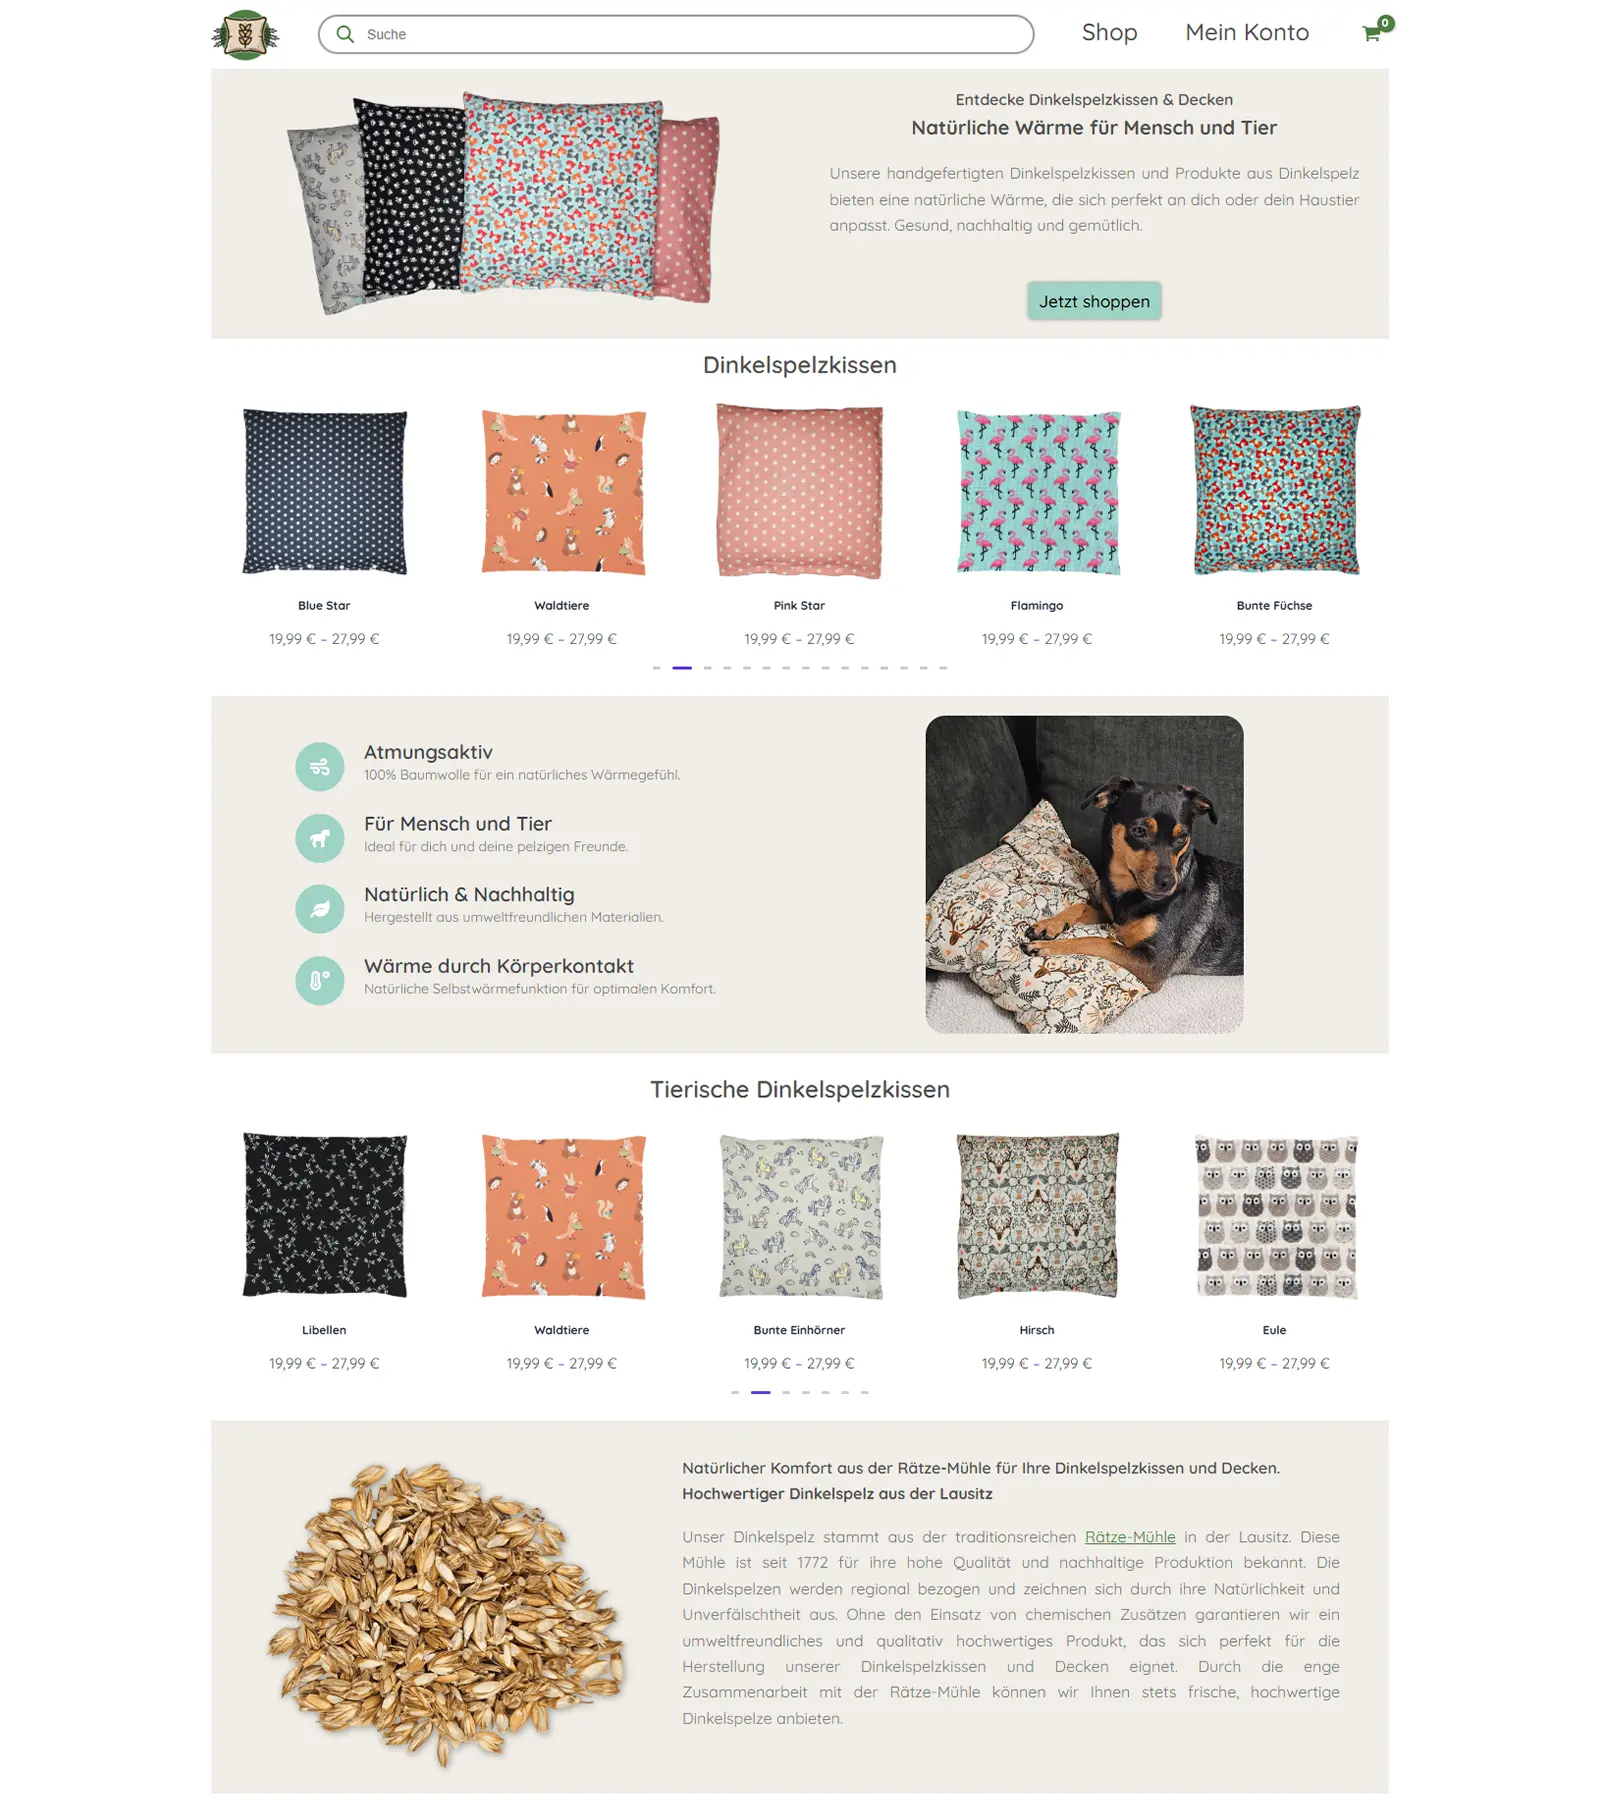 Suche
Shop
Mein Konto
0
Entdecke Dinkelspelzkissen & Decken
Natürliche Wärme für Mensch und Tier
Unsere handgefertigten Dinkelspelzkissen und Produkte aus Dinkelspelz
bieten eine natürliche Wärme, die sich perfekt an dich oder dein Haustier
anpasst. Gesund, nachhaltig und gemütlich.
Jetzt shoppen
Dinkelspelzkissen
Blue Star
Waldtiere
Pink Star
Flamingo
Bunte Füchse
19,99 € – 27,99 €
19,99 € – 27,99 €
19,99 € – 27,99 €
19,99 € – 27,99 €
19,99 € – 27,99 €
Atmungsaktiv
100% Baumwolle für ein natürliches Wärmegefühl.
Für Mensch und Tier
Ideal für dich und deine pelzigen Freunde.
Natürlich & Nachhaltig
Hergestellt aus umweltfreundlichen Materialien.
Wärme durch Körperkontakt
Natürliche Selbstwärmefunktion für optimalen Komfort.
Tierische Dinkelspelzkissen
Libellen
Waldtiere
Bunte Einhörner
Hirsch
Eule
19,99 € – 27,99 €
19,99 € – 27,99 €
19,99 € – 27,99 €
19,99 € – 27,99 €
19,99 € – 27,99 €
Natürlicher Komfort aus der Rätze-Mühle für Ihre Dinkelspelzkissen und Decken.
Hochwertiger Dinkelspelz aus der Lausitz
Unser Dinkelspelz stammt aus der traditionsreichen Rätze-Mühle in der Lausitz. Diese
Mühle ist seit 1772 für ihre hohe Qualität und nachhaltige Produktion bekannt. Die
Dinkelspelzen werden regional bezogen und zeichnen sich durch ihre Natürlichkeit und
Unverfälschtheit aus. Ohne den Einsatz von chemischen Zusätzen garantieren wir ein
umweltfreundliches und qualitativ hochwertiges Produkt, das sich perfekt für die
Herstellung unserer Dinkelspelzkissen und Decken eignet. Durch die enge
Zusammenarbeit mit der Rätze-Mühle können wir Ihnen stets frische, hochwertige
Dinkelspelze anbieten.